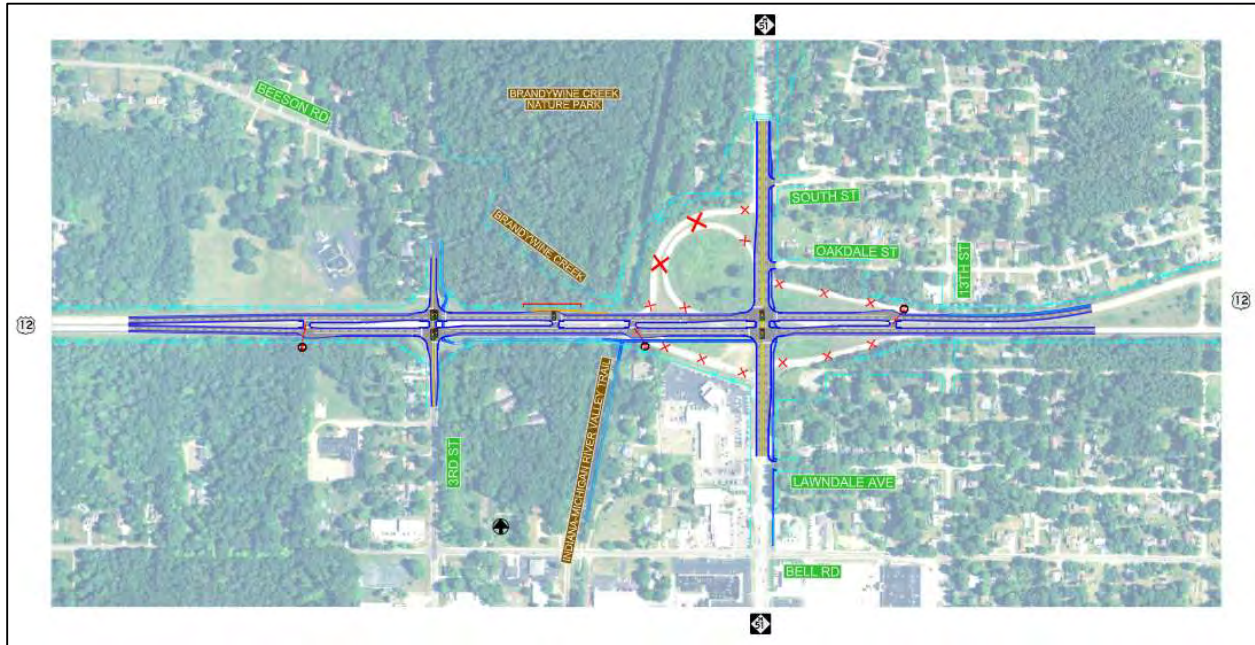 M
51
BEESON RD
BRANDYWINE CREEK
NATURE PARK
SOUTH ST
BRANDYWINE CREEK
OAKDALE ST
13TH ST
12
12
3RD ST
INDIANA-MICHIGAN RIVER VALLEY TRAIL
LAWNDALE AVE
BELL RD
M
51